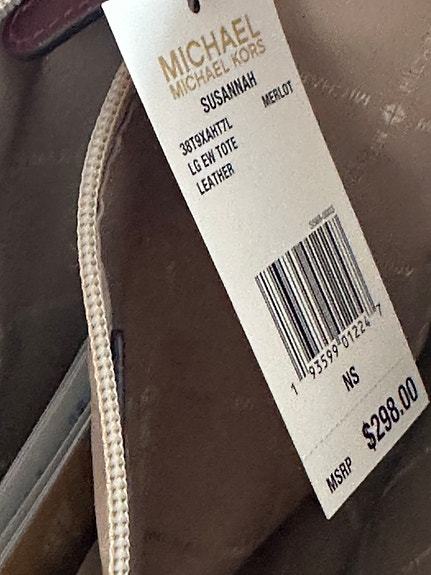 MICHAEL
MICHAEL KORS
SUSANNAH
38T9XAHT7L MERLOT
LG EW TOTE
LEATHER
1 93599 01224 7
NS
MSRP $298.00